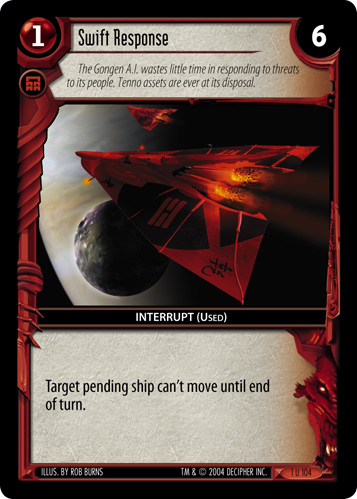 1 Swift Response 6
The Gongen A.I. wastes little time in responding to threats
to its people. Tenno assets are ever at its disposal.
INTERRUPT (USED)
Target pending ship can't move until end
of turn.
ILLUS. BY ROB BURNS TM & © 2004 DECIPHER INC. 1 U 104